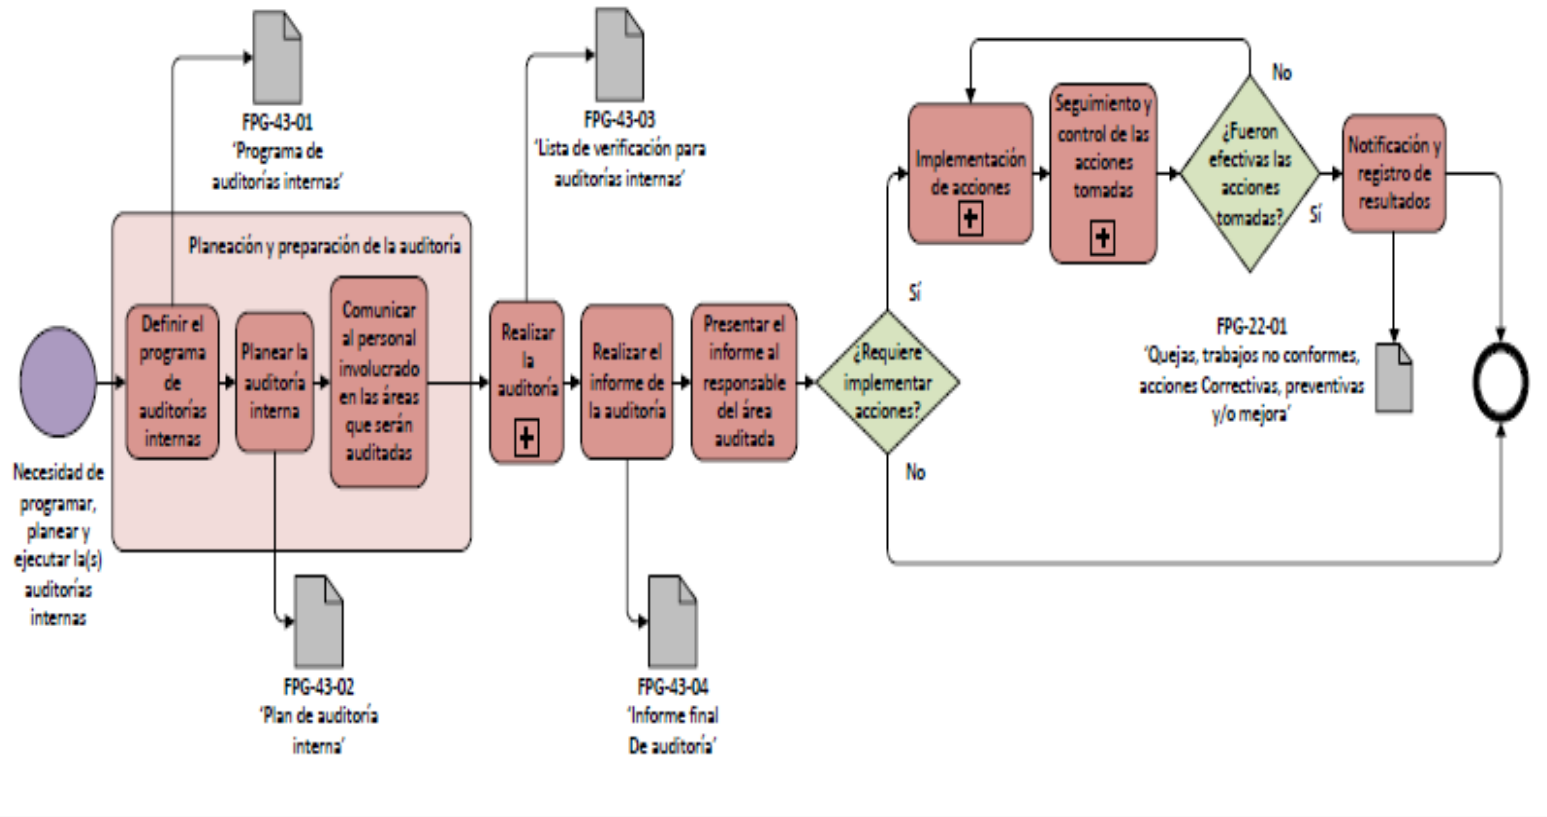 FPG-43-01
‘Programa de
auditorías internas’
FPG-43-03
‘Lista de verificación para
auditorías internas’
Planeación y preparación de la auditoría
Necesidad de
programar,
planear y
ejecutar la(s)
auditorías
internas
Definir el
programa
de
auditorías
internas
Planear la
auditoría
interna
Comunicar
al personal
involucrado
en las áreas
que serán
auditadas
Realizar
la
auditoría
Realizar el
informe de
la auditoría
Presentar el
informe al
responsable
del área
auditada
¿Requiere
implementar
acciones?
Sí
No
Implementación
de acciones
Seguimiento y
control de las
acciones
tomadas
¿Fueron
efectivas las
acciones
tomadas?
No
Sí
Notificación y
registro de
resultados
FPG-22-01
‘Quejas, trabajos no conformes,
acciones Correctivas, preventivas
y/o mejora’
FPG-43-02
‘Plan de auditoría
interna’
FPG-43-04
‘Informe final
De auditoría’